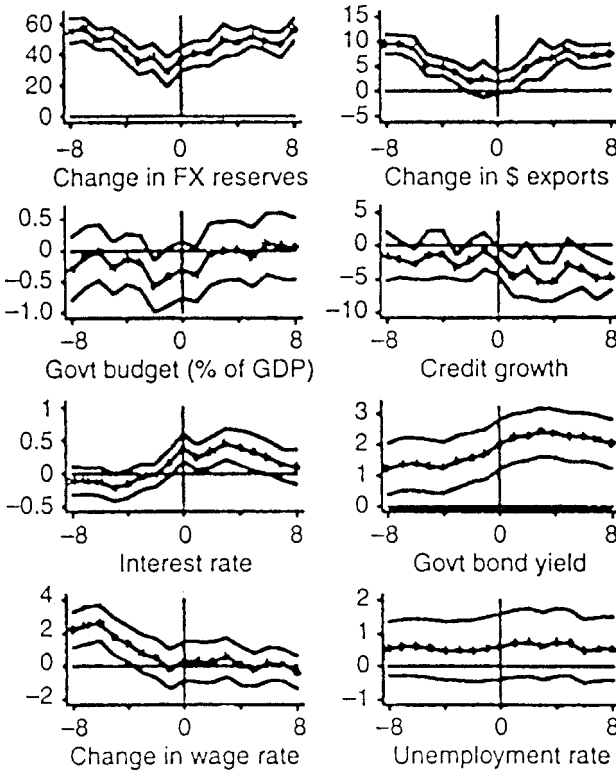 60
40
20
0
-8 0 8
Change in FX reserves
15
10
5
0
-5
-8 0 8
Change in $ exports
0.5
0
-0.5
-1.0
-8 0 8
Govt budget (% of GDP)
5
0
-5
-10
-8 0 8
Credit growth
1
0.5
0
-0.5
-8 0 8
Interest rate
3
2
1
0
-8 0 8
Govt bond yield
4
2
0
-2
-8 0 8
Change in wage rate
2
1
0
-1
-8 0 8
Unemployment rate